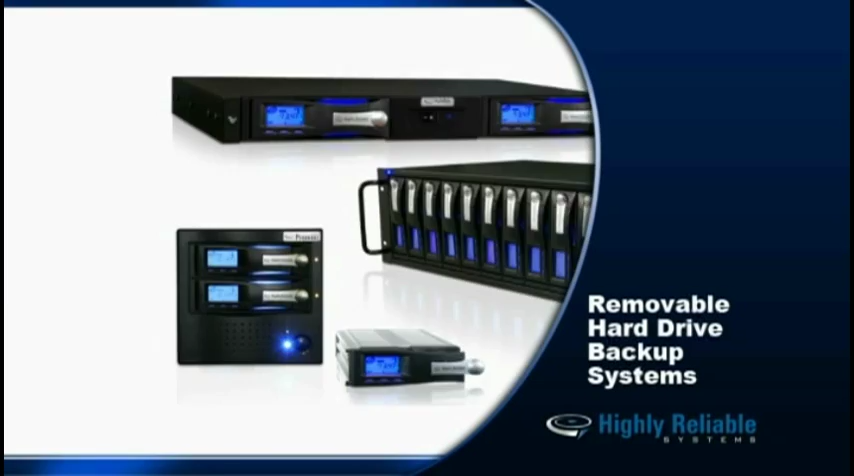 Removable
Hard Drive
Backup
Systems
Highly Reliable
SYSTEMS